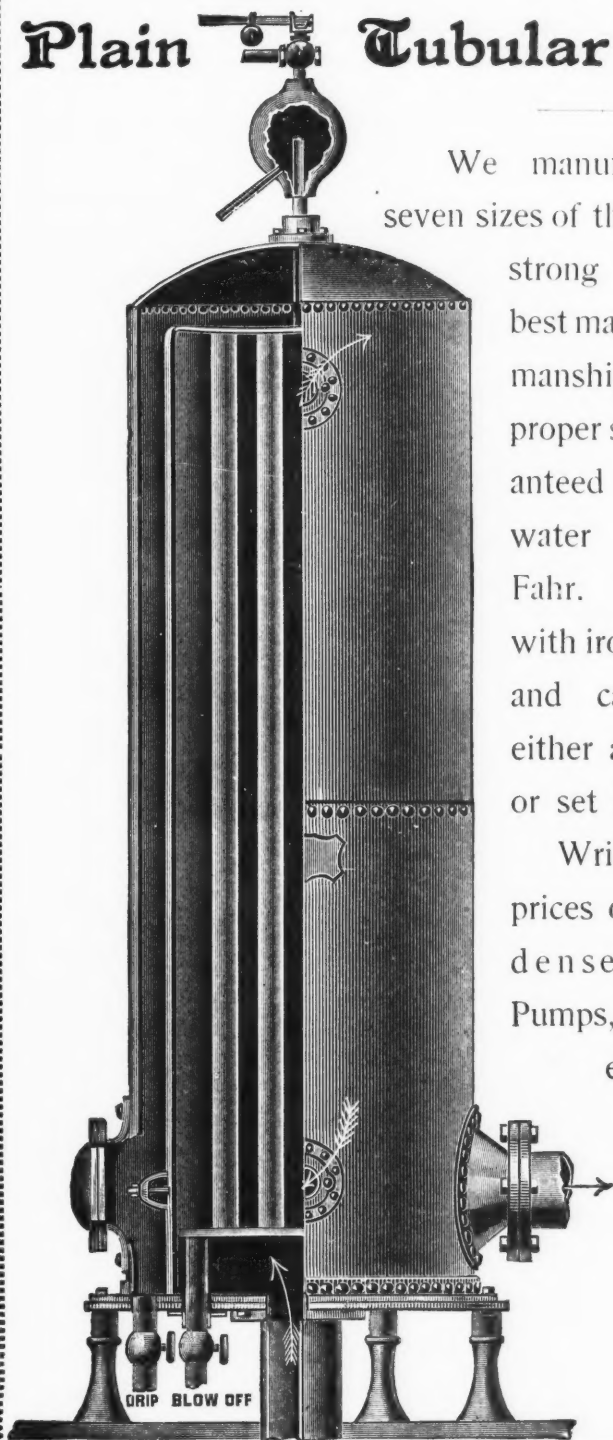 Plain Tubular
We manu
seven sizes of th
strong
best ma
manshi
proper s
anteed
water
Fahr.
with iro
and ca
either a
or set
Wri
prices o
dense
Pumps,
e
DRIP BLOW OFF